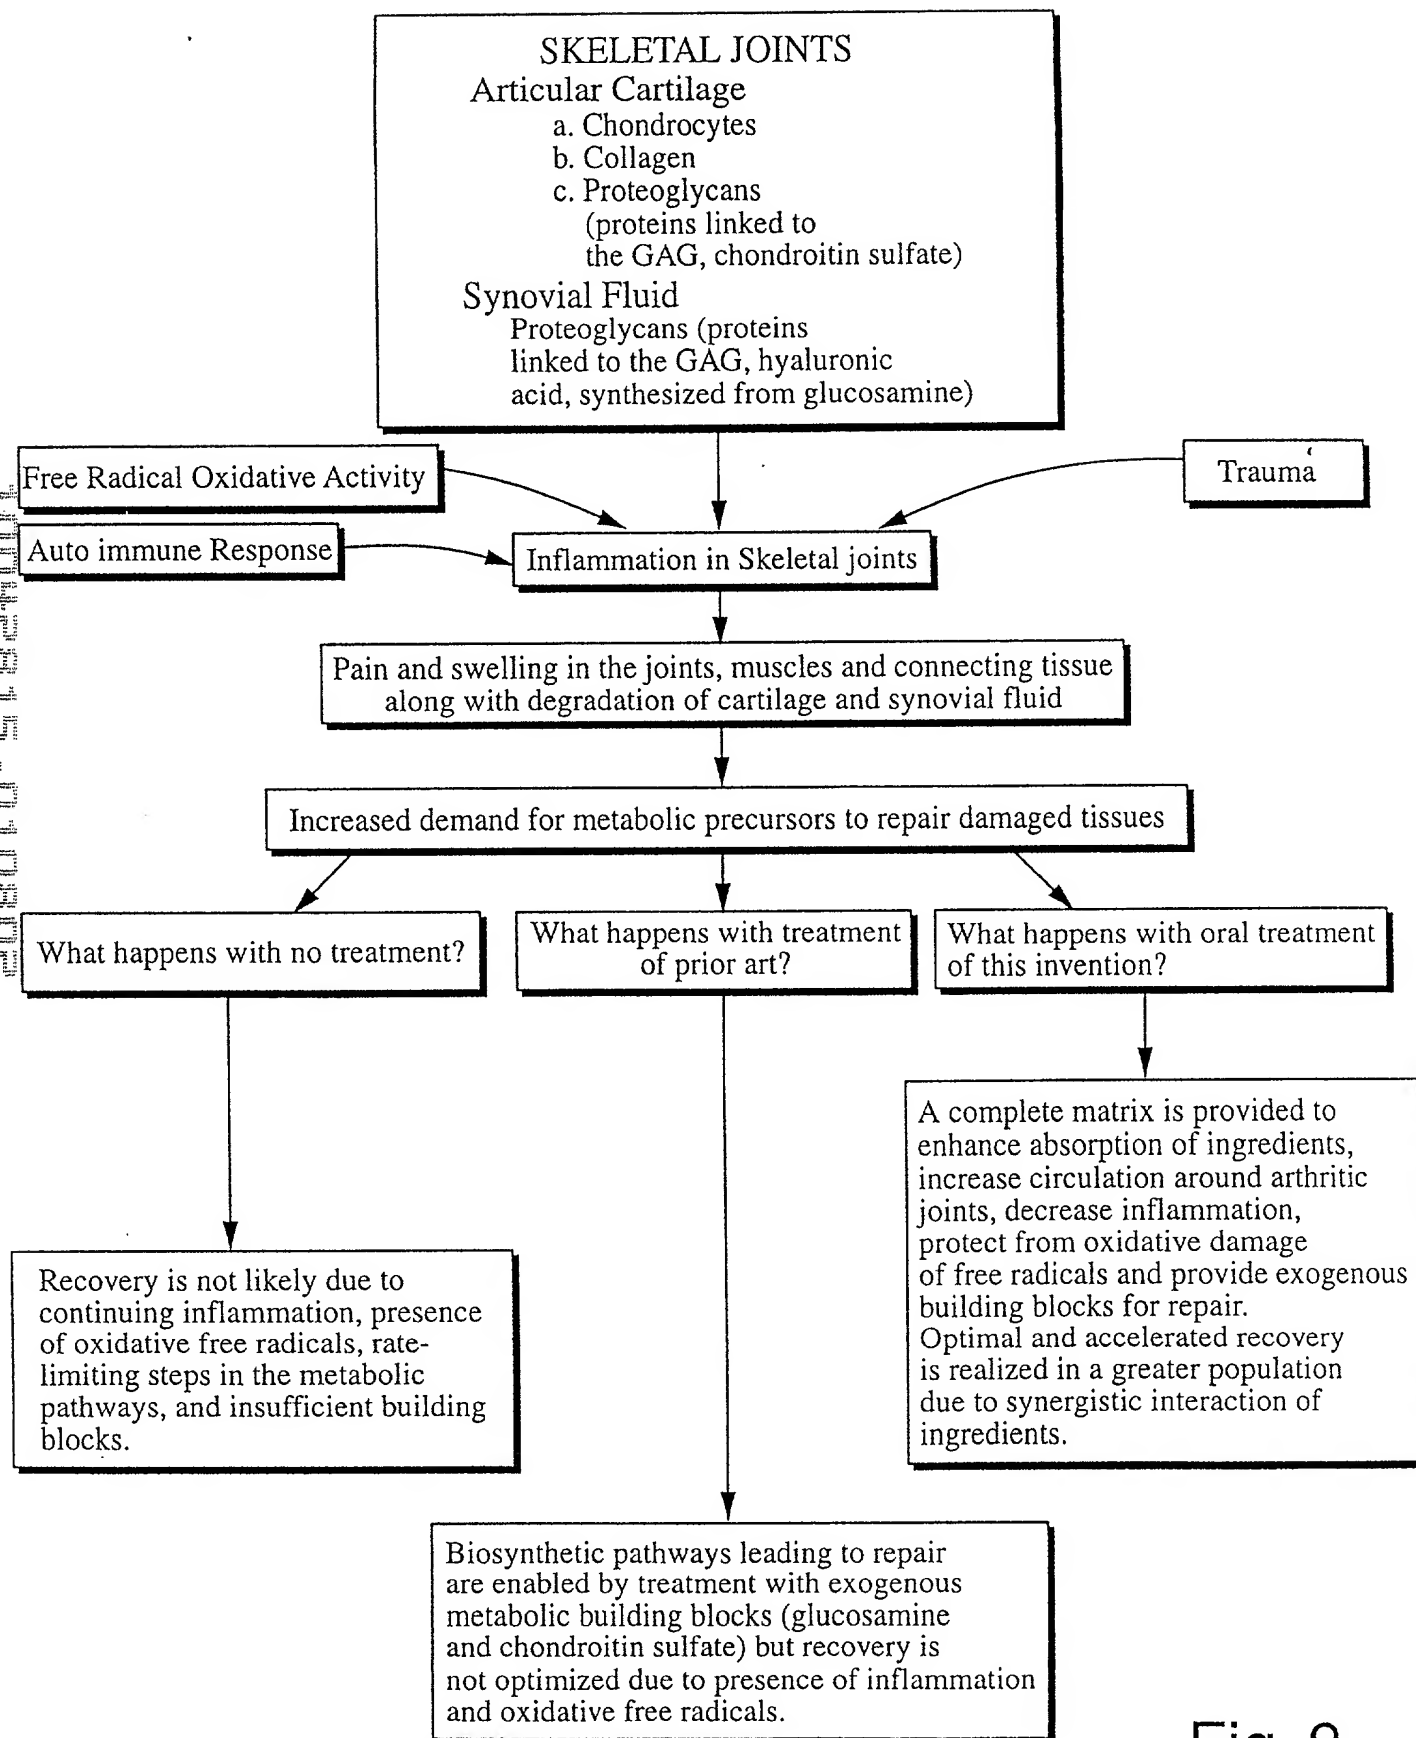 SKELETAL JOINTS
Articular Cartilage
a. Chondrocytes
b. Collagen
c. Proteoglycans
(proteins linked to
the GAG, chondroitin sulfate)
Synovial Fluid
Proteoglycans (proteins
linked to the GAG, hyaluronic
acid, synthesized from glucosamine)
Free Radical Oxidative Activity
Trauma
Auto immune Response
Inflammation in Skeletal joints
Pain and swelling in the joints, muscles and connecting tissue
along with degradation of cartilage and synovial fluid
Increased demand for metabolic precursors to repair damaged tissues
What happens with no treatment?
What happens with treatment
of prior art?
What happens with oral treatment
of this invention?
A complete matrix is provided to
enhance absorption of ingredients,
increase circulation around arthritic
joints, decrease inflammation,
protect from oxidative damage
of free radicals and provide exogenous
building blocks for repair.
Optimal and accelerated recovery
is realized in a greater population
due to synergistic interaction of
ingredients.
Recovery is not likely due to
continuing inflammation, presence
of oxidative free radicals, rate-
limiting steps in the metabolic
pathways, and insufficient building
blocks.
Biosynthetic pathways leading to repair
are enabled by treatment with exogenous
metabolic building blocks (glucosamine
and chondroitin sulfate) but recovery is
not optimized due to presence of inflammation
and oxidative free radicals.